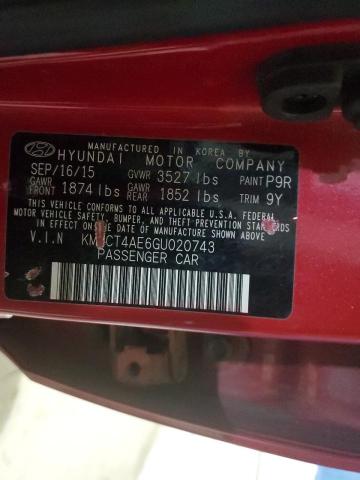 MANUFACTURED IN KOREA BY
HYUNDAI MOTOR COMPANY
SEP/16/15 GVWR 3527 lbs PAINT P9R
GAWR FRONT 1874 lbs GAWR REAR 1852 lbs TRIM 9Y
THIS VEHICLE CONFORMS TO ALL APPLICABLE U.S.A. FEDERAL
MOTOR VEHICLE SAFETY, BUMPER, AND THEFT PREVENTION STANDARDS
IN EFFECT ON THE DATE OF MANUFACTURE SHOWN ABOVE.
V.I.N KMHCT4AE6GU020743
PASSENGER CAR